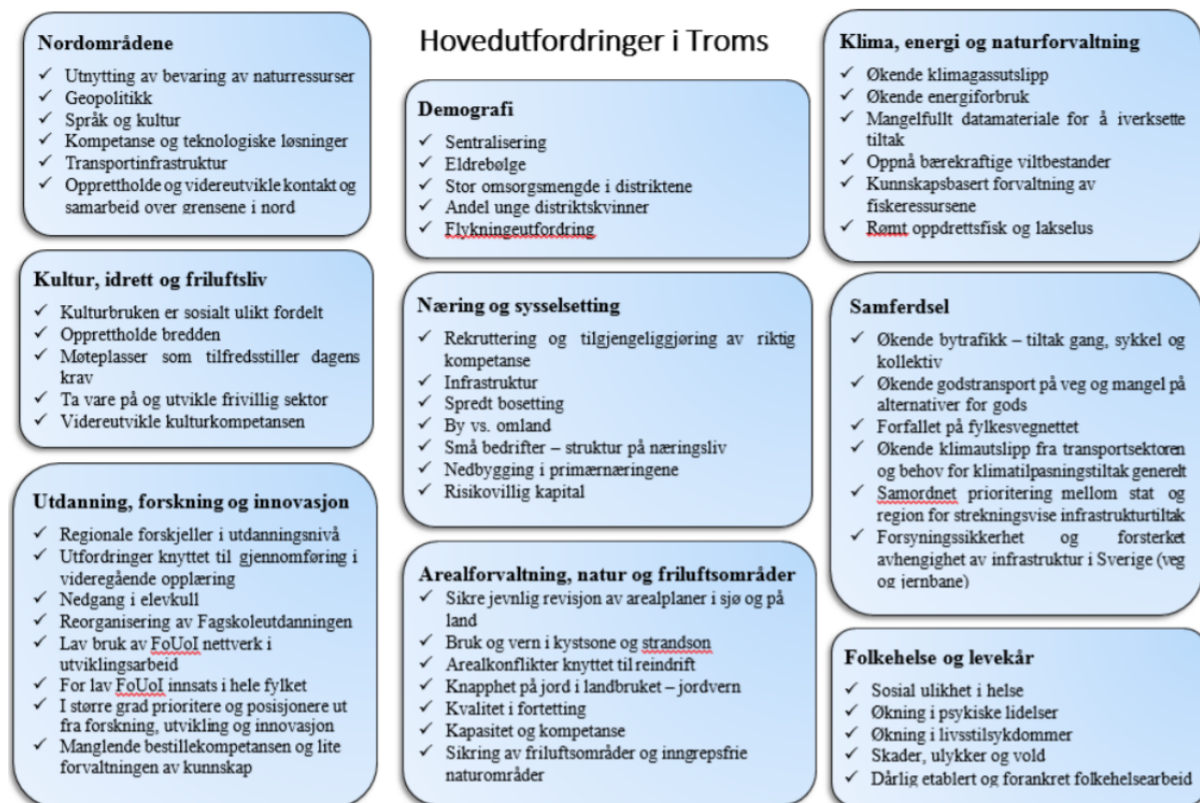 Hovedutfordringer i Troms
Nordområdene
✓ Utnytting av bevaring av naturressurser
✓ Geopolitikk
✓ Språk og kultur
✓ Kompetanse og teknologiske løsninger
✓ Transportinfrastruktur
✓ Opprettholde og videreutvikle kontakt og
samarbeid over grensene i nord
Kultur, idrett og friluftsliv
✓ Kulturbruken er sosialt ulikt fordelt
✓ Opprettholde bredden
✓ Møteplasser som tilfredsstiller dagens
krav
✓ Ta vare på og utvikle frivillig sektor
✓ Videreutvikle kulturkompetansen
Utdanning, forskning og innovasjon
✓ Regionale forskjeller i utdanningsnivå
✓ Utfordringer knyttet til gjennomføring i
videregående opplæring
✓ Nedgang i elevkull
✓ Reorganisering av Fagskoleutdanningen
✓ Lav bruk av FoUoI nettverk i
utviklingsarbeid
✓ For lav FoUoI innsats i hele fylket
✓ I større grad prioritere og posisjonere ut
fra forskning, utvikling og innovasjon
✓ Manglende bestillekompetansen og lite
forvaltningen av kunnskap
Demografi
✓ Sentralisering
✓ Eldrebølge
✓ Stor omsorgsmengde i distriktene
✓ Andel unge distriktskvinner
✓ Flykningeutfordring
Næring og sysselsetting
✓ Rekruttering og tilgjengeliggjøring av riktig
kompetanse
✓ Infrastruktur
✓ Spredt bosetting
✓ By vs. omland
✓ Små bedrifter – struktur på næringsliv
✓ Nedbygging i primærnæringene
✓ Risikovillig kapital
Arealforvaltning, natur og friluftsområder
✓ Sikre jevnlig revisjon av arealplaner i sjø og på
land
✓ Bruk og vern i kystsone og strandson
✓ Arealkonflikter knyttet til reindrift
✓ Knapphet på jord i landbruket – jordvern
✓ Kvalitet i fortetting
✓ Kapasitet og kompetanse
✓ Sikring av friluftsområder og inngrepsfrie
naturområder
Klima, energi og naturforvaltning
✓ Økende klimagassutslipp
✓ Økende energiforbruk
✓ Mangelfullt datamateriale for å iverksette
tiltak
✓ Oppnå bærekraftige viltbestander
✓ Kunnskapsbasert forvaltning av
fiskeressursene
✓ Rømt oppdrettsfisk og lakselus
Samferdsel
✓ Økende bytrafikk – tiltak gang, sykkel og
kollektiv
✓ Økende godstransport på veg og mangel på
alternativer for gods
✓ Forfallet på fylkesvegnettet
✓ Økende klimautslipp fra transportsektoren
og behov for klimatilpasningstiltak generelt
✓ Samordnet prioritering mellom stat og
region for strekningsvise infrastrukturtiltak
✓ Forsyningssikkerhet og forsterket
avhengighet av infrastruktur i Sverige (veg
og jernbane)
Folkehelse og levekår
✓ Sosial ulikhet i helse
✓ Økning i psykiske lidelser
✓ Økning i livsstilsykdommer
✓ Skader, ulykker og vold
✓ Dårlig etablert og forankret folkehelsearbeid